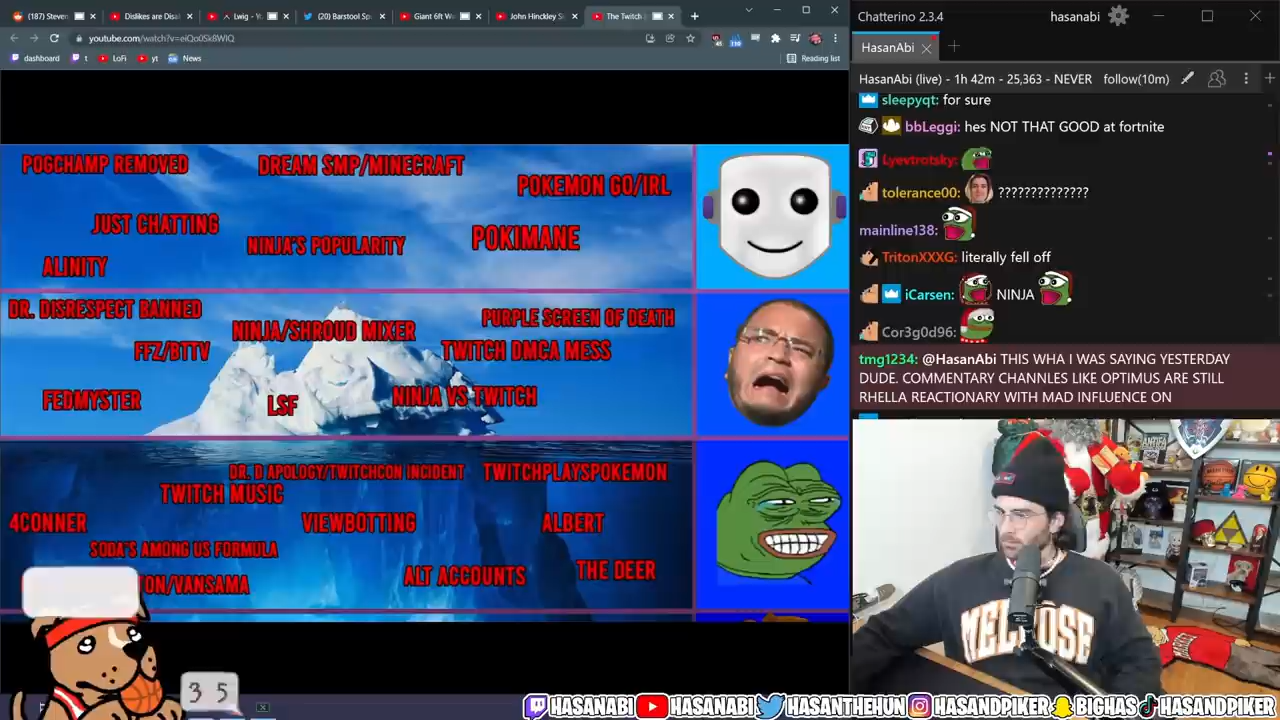 (187) Steven
Dislikes are Disa
Lwig - Yo
(20) Barstool Sp
Giant 6ft W
John Hinckley S
The Twitch I
youtube.com/watch?v=eiQo0Sk8WIQ
dashboard
t
LoFi
yt
News
Reading list
POGCHAMP REMOVED
DREAM SMP/MINECRAFT
POKEMON GO/IRL
JUST CHATTING
NINJA'S POPULARITY
POKIMANE
ALINITY
DR. DISRESPECT BANNED
NINJA/SHROUD MIXER
PURPLE SCREEN OF DEATH
FFZ/BTTV
TWITCH DMCA MESS
FEDMYSTER
LSF
NINJA VS TWITCH
DR. D APOLOGY/TWITCHCON INCIDENT
TWITCHPLAYSPOKEMON
TWITCH MUSIC
4CONNER
VIEWBOTTING
ALBERT
SODA'S AMONG US FORMULA
ALT ACCOUNTS
THE DEER
TON/VANSAMA
3 5
Chatterino 2.3.4
hasanabi
HasanAbi
HasanAbi (live) - 1h 42m - 25,363 - NEVER
follow(10m)
sleepyqt: for sure
bbLeggi: hes NOT THAT GOOD at fortnite
Lyevtrotsky:
tolerance00: ??????????????
mainline138:
TritonXXXG: literally fell off
iCarsen: NINJA
Cor3g0d96:
tmg1234: @HasanAbi THIS WHA I WAS SAYING YESTERDAY
DUDE. COMMENTARY CHANNLES LIKE OPTIMUS ARE STILL
RHELLA REACTIONARY WITH MAD INFLUENCE ON
MELROSE
HASANABI
HASANABI
HASANTHEHUN
HASANDPIKER
BIGHAS
HASANDPIKER